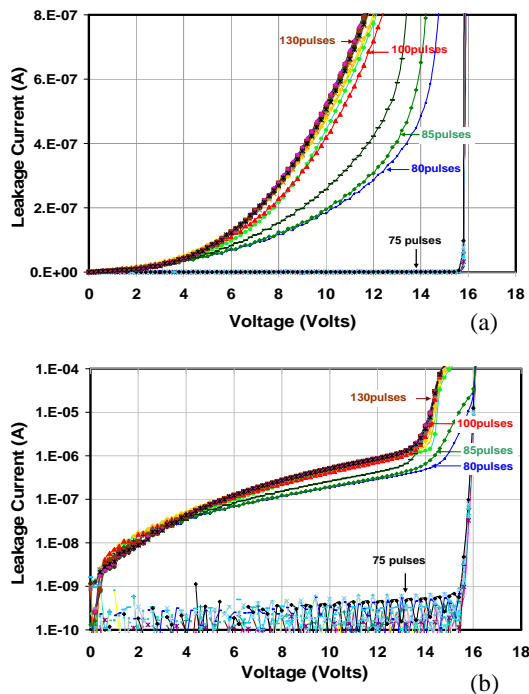 8.E-07
6.E-07
4.E-07
2.E-07
0.E+00
Leakage Current (A)
130pulses
100pulses
85pulses
80pulses
75 pulses
0 2 4 6 8 10 12 14 16 18
Voltage (Volts)
(a)
1.E-04
1.E-05
1.E-06
1.E-07
1.E-08
1.E-09
1.E-10
Leakage Current (A)
130pulses
100pulses
85pulses
80pulses
75 pulses
0 2 4 6 8 10 12 14 16 18
Voltage (Volts)
(b)